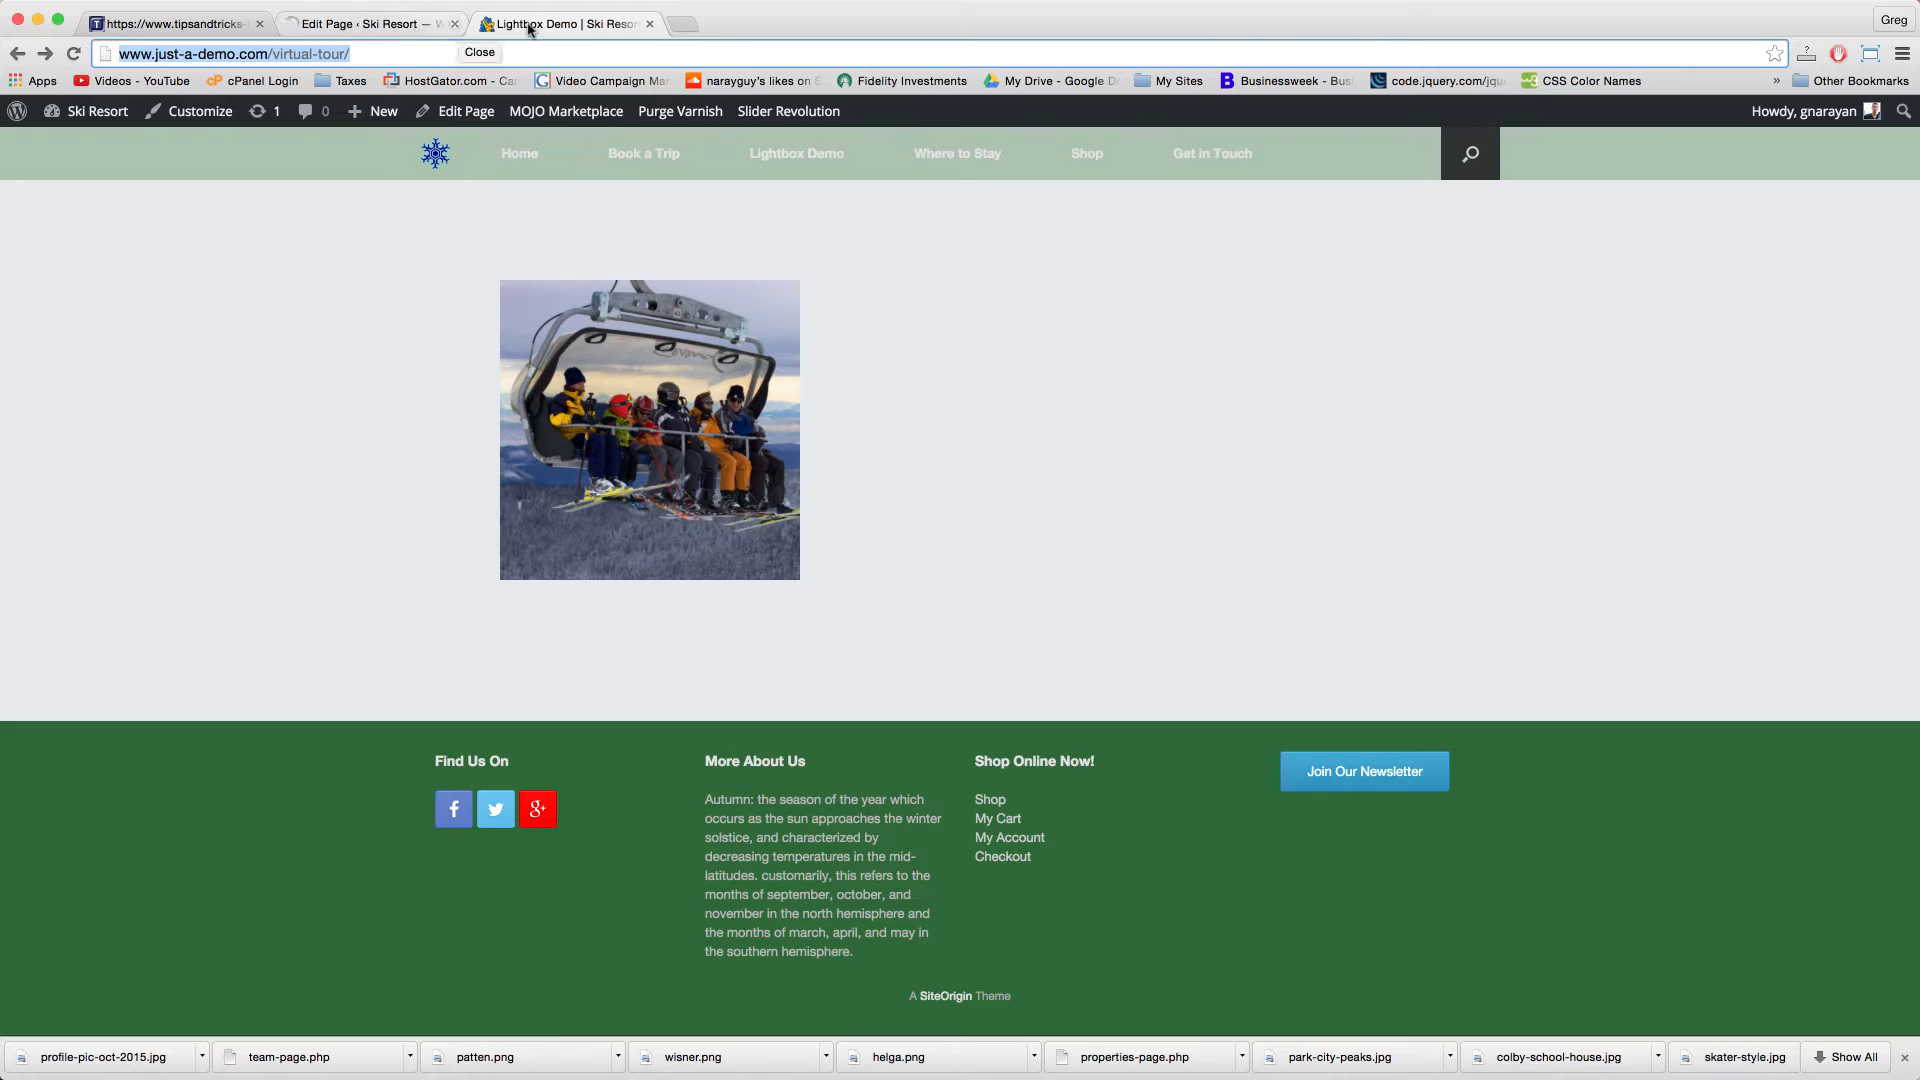 https://www.tipsandtricks-
Edit Page ‹ Ski Resort —
Lightbox Demo | Ski Resor
Greg
www.just-a-demo.com/virtual-tour/
Close
Apps
Videos - YouTube
cPanel Login
Taxes
HostGator.com - Ca
Video Campaign Ma
narayguy's likes on S
Fidelity Investments
My Drive - Google D
My Sites
Businessweek - Bus
code.jquery.com/jqu
CSS Color Names
»
Other Bookmarks
Ski Resort
Customize
1
0
New
Edit Page
MOJO Marketplace
Purge Varnish
Slider Revolution
Howdy, gnarayan
Home
Book a Trip
Lightbox Demo
Where to Stay
Shop
Get in Touch
Find Us On
f
g+
More About Us
Autumn: the season of the year which
occurs as the sun approaches the winter
solstice, and characterized by
decreasing temperatures in the mid-
latitudes. customarily, this refers to the
months of september, october, and
november in the north hemisphere and
the months of march, april, and may in
the southern hemisphere.
Shop Online Now!
Shop
My Cart
My Account
Checkout
Join Our Newsletter
A SiteOrigin Theme
profile-pic-oct-2015.jpg
team-page.php
patten.png
wisner.png
helga.png
properties-page.php
park-city-peaks.jpg
colby-school-house.jpg
skater-style.jpg
Show All